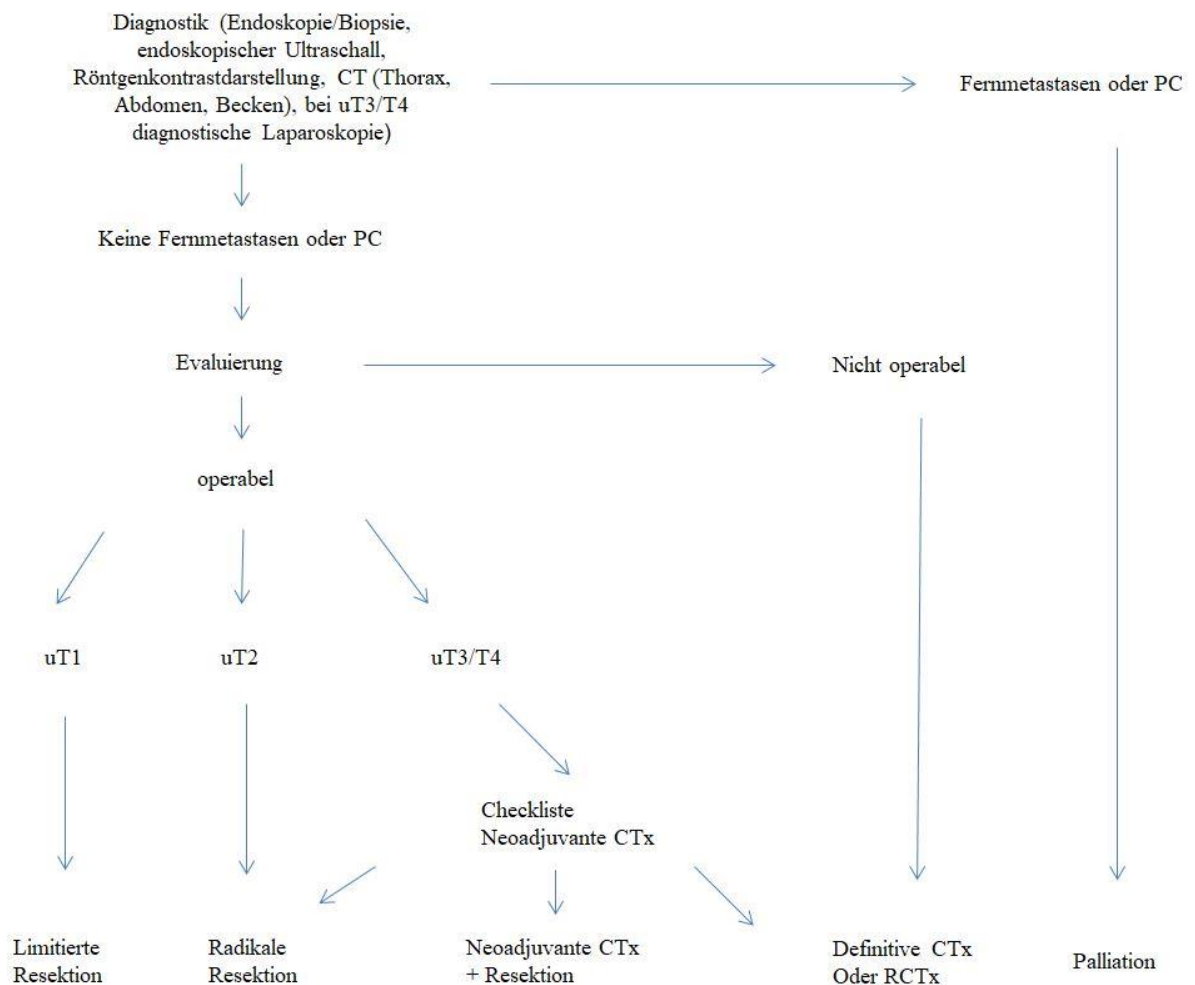 Diagnostik (Endoskopie/Biopsie,
endoskopischer Ultraschall,
Röntgenkontrastdarstellung, CT (Thorax,
Abdomen, Becken), bei uT3/T4
diagnostische Laparoskopie)
Fernmetastasen oder PC
Keine Fernmetastasen oder PC
Evaluierung
Nicht operabel
operabel
uT1
uT2
uT3/T4
Checkliste
Neoadjuvante CTx
Limitierte
Resektion
Radikale
Resektion
Neoadjuvante CTx
+ Resektion
Definitive CTx
Oder RCTx
Palliation